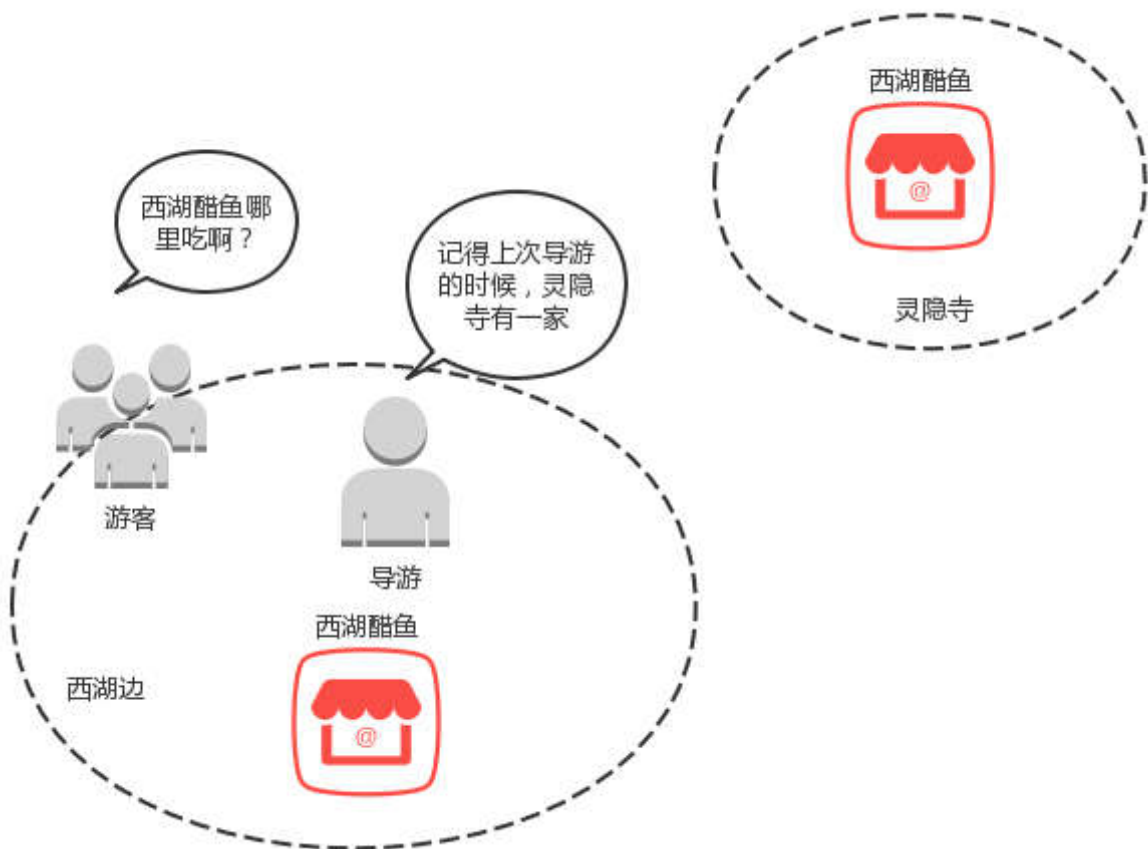 西湖醋鱼
@
灵隐寺
西湖醋鱼哪
里吃啊？
记得上次导游
的时候，灵隐
寺有一家
游客
导游
西湖醋鱼
@
西湖边